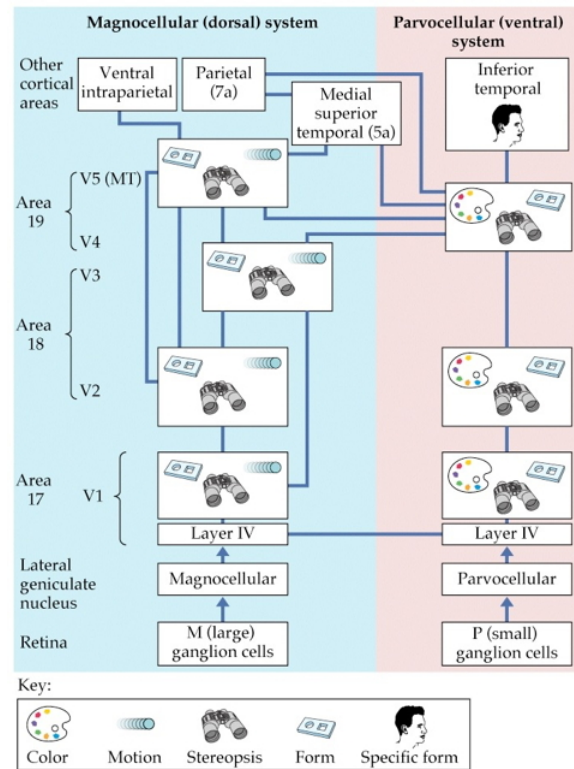 Magnocellular (dorsal) system
Parvocellular (ventral)
system
Other
cortical
areas
Ventral
intraparietal
Parietal
(7a)
Medial
superior
temporal (5a)
Inferior
temporal
Area
19
V5 (MT)
V4
Area
18
V3
V2
Area
17
V1
Layer IV
Layer IV
Lateral
geniculate
nucleus
Magnocellular
Parvocellular
Retina
M (large)
ganglion cells
P (small)
ganglion cells
Key:
Color
Motion
Stereopsis
Form
Specific form